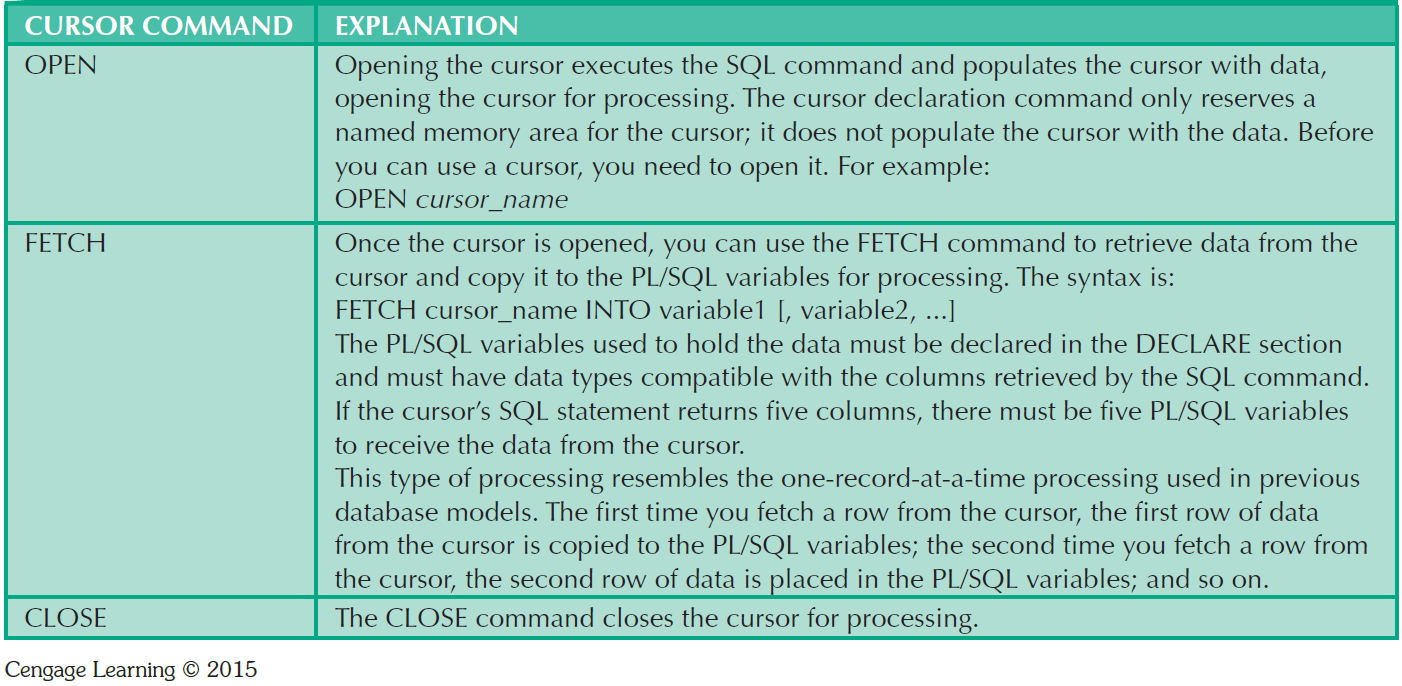 CURSOR COMMAND EXPLANATION
OPEN Opening the cursor executes the SQL command and populates the cursor with data,
opening the cursor for processing. The cursor declaration command only reserves a
named memory area for the cursor; it does not populate the cursor with the data. Before
you can use a cursor, you need to open it. For example:
OPEN cursor_name
FETCH Once the cursor is opened, you can use the FETCH command to retrieve data from the
cursor and copy it to the PL/SQL variables for processing. The syntax is:
FETCH cursor_name INTO variable1 [, variable2, ...]
The PL/SQL variables used to hold the data must be declared in the DECLARE section
and must have data types compatible with the columns retrieved by the SQL command.
If the cursor’s SQL statement returns five columns, there must be five PL/SQL variables
to receive the data from the cursor.
This type of processing resembles the one-record-at-a-time processing used in previous
database models. The first time you fetch a row from the cursor, the first row of data
from the cursor is copied to the PL/SQL variables; the second time you fetch a row from
the cursor, the second row of data is placed in the PL/SQL variables; and so on.
CLOSE The CLOSE command closes the cursor for processing.
Cengage Learning © 2015